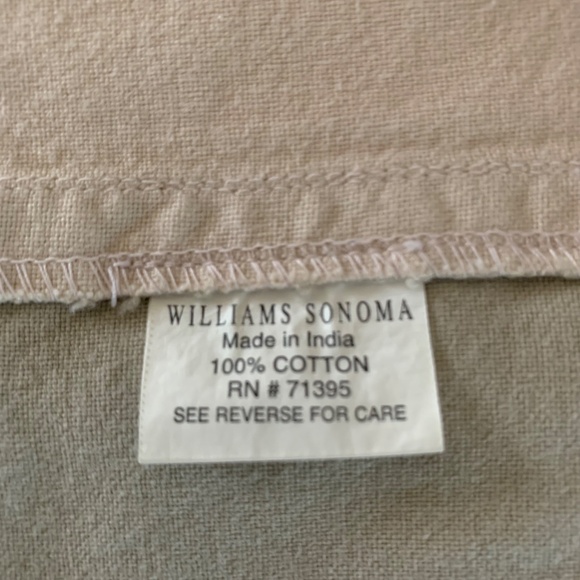 WILLIAMS SONOMA
Made in India
100% COTTON
RN # 71395
SEE REVERSE FOR CARE